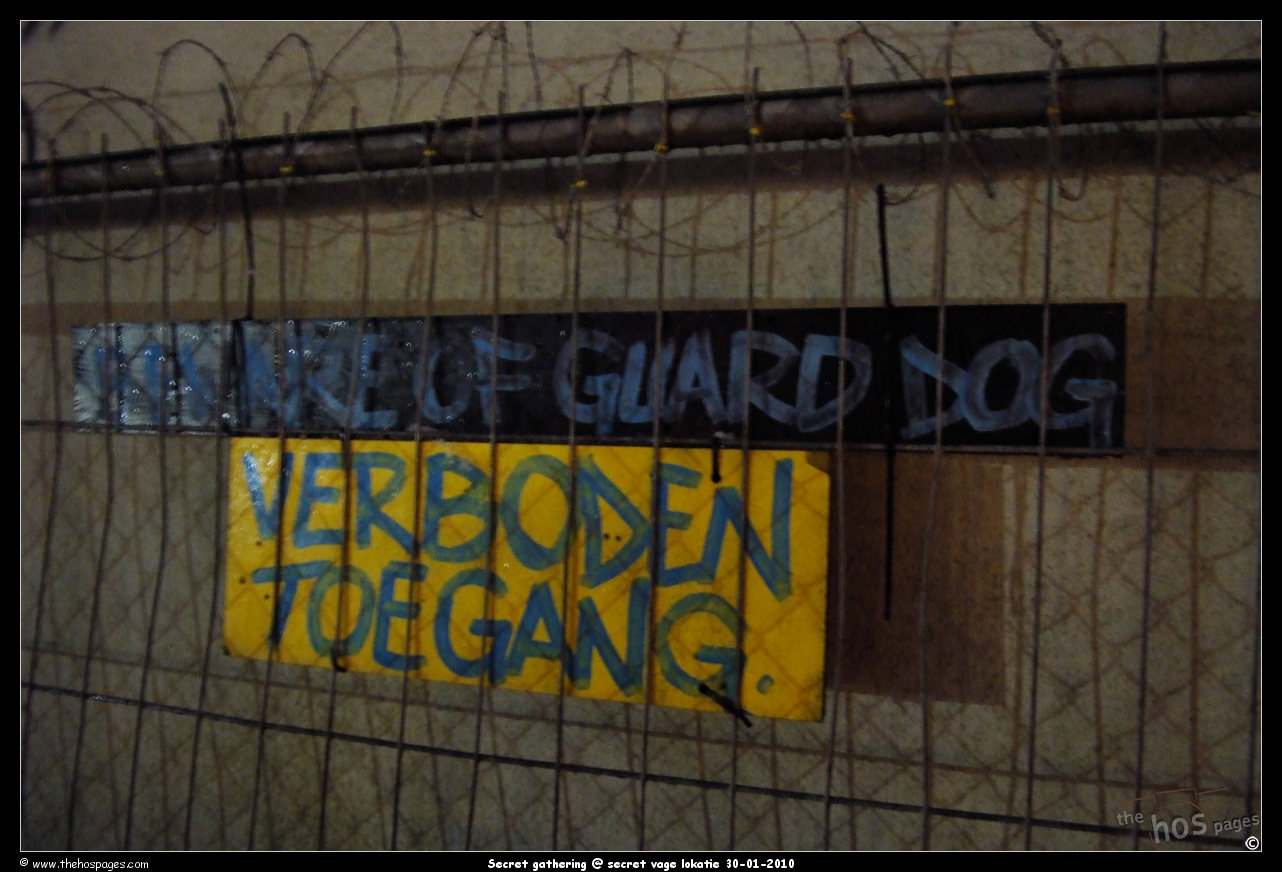 OF GUARD DOG
VERBODEN
TOEGANG.
the hos pages
©
© www.thehospages.com
Secret gathering @ secret vage lokatie 30-01-2010